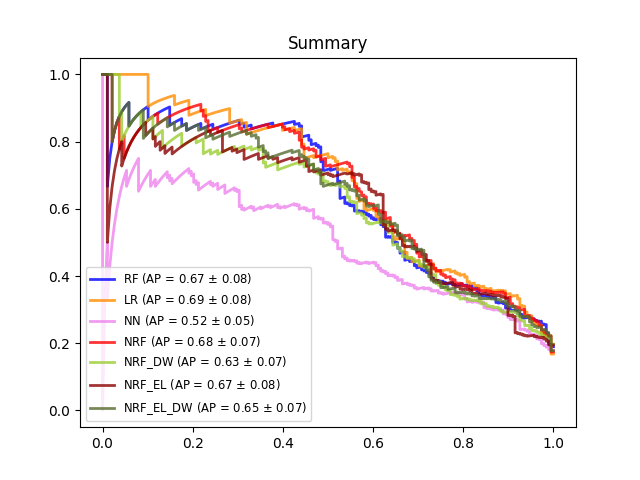 Summary
1.0
0.8
0.6
0.4
0.2
0.0
RF (AP = 0.67 ± 0.08)
LR (AP = 0.69 ± 0.08)
NN (AP = 0.52 ± 0.05)
NRF (AP = 0.68 ± 0.07)
NRF_DW (AP = 0.63 ± 0.07)
NRF_EL (AP = 0.67 ± 0.08)
NRF_EL_DW (AP = 0.65 ± 0.07)
0.0 0.2 0.4 0.6 0.8 1.0